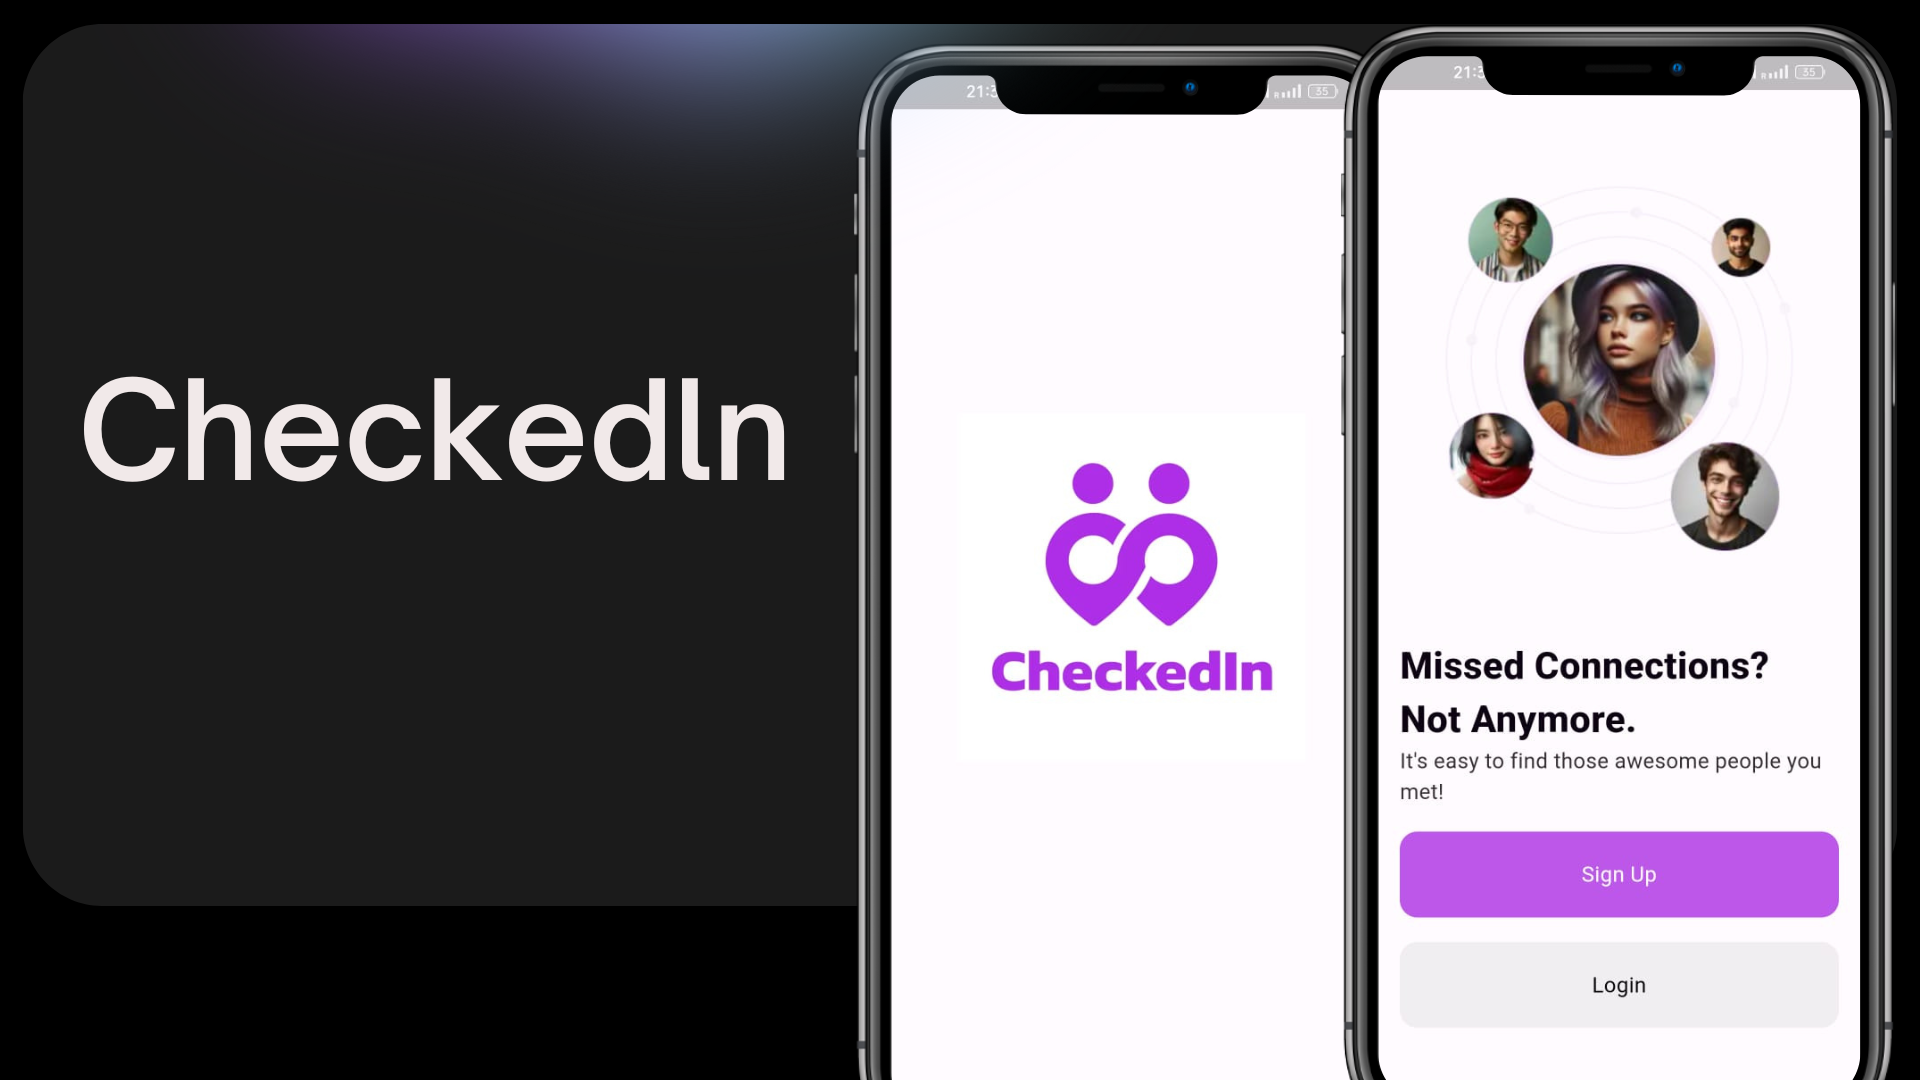 CheckedIn
21:3
R
35
CheckedIn
21:3
R
35
Missed Connections?
Not Anymore.
It's easy to find those awesome people you
met!
Sign Up
Login